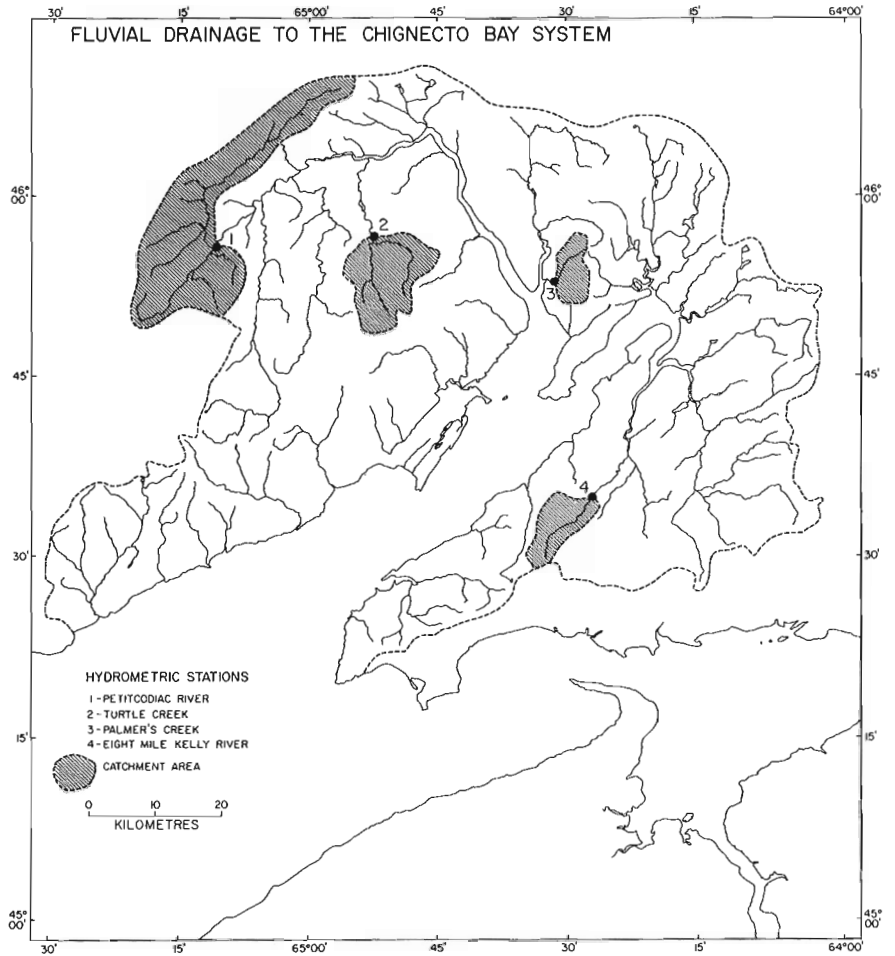 30' 15' 65°00' 45' 30' 15' 64°00'
FLUVIAL DRAINAGE TO THE CHIGNECTO BAY SYSTEM
46°
00'
46°
00'
1
2
3
45'
45'
4
30'
30'
HYDROMETRIC STATIONS
1-PETITCODIAC RIVER
2-TURTLE CREEK
3-PALMER'S CREEK
4-EIGHT MILE KELLY RIVER
15'
15'
CATCHMENT AREA
0 10 20
KILOMETRES
45°
00'
45°
00'
30' 15' 65°00' 45' 30' 15' 64°00'